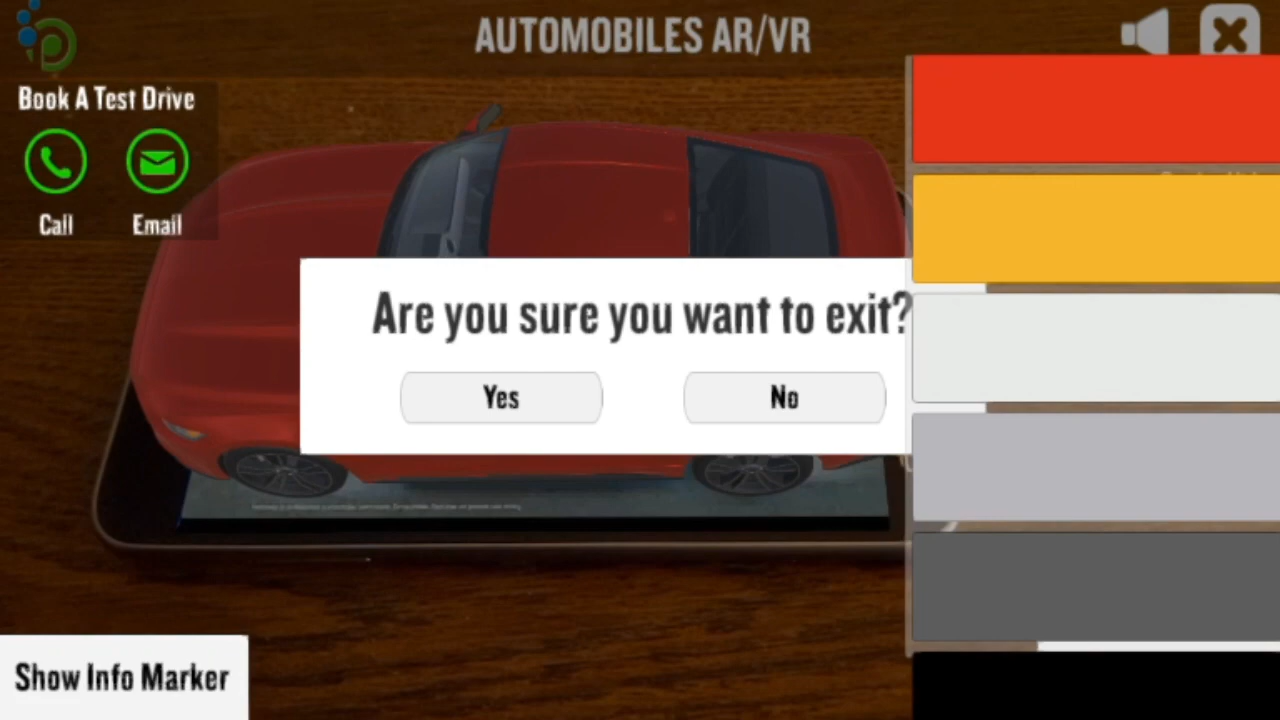 AUTOMOBILES AR/VR
Book A Test Drive
Call
Email
Are you sure you want to exit?
Yes
No
Show Info Marker